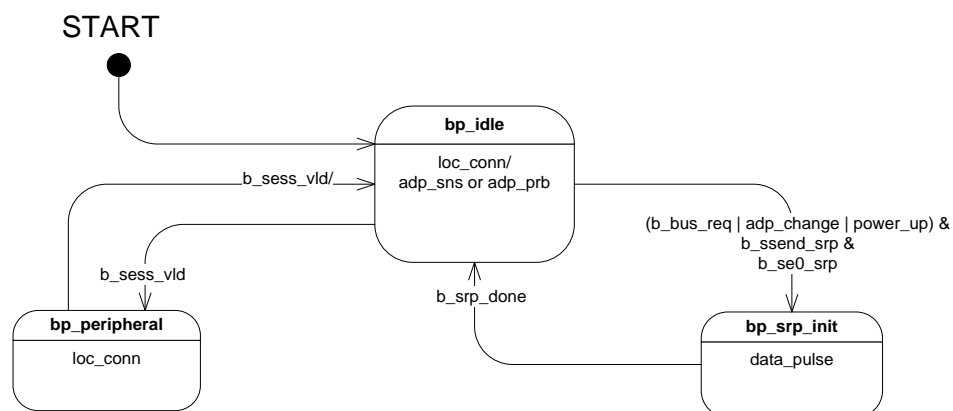 START
bp_idle
loc_conn/
adp_sns or adp_prb
b_sess_vld/
(b_bus_req | adp_change | power_up) &
b_ssend_srp &
b_se0_srp
b_sess_vld
b_srp_done
bp_peripheral
loc_conn
bp_srp_init
data_pulse